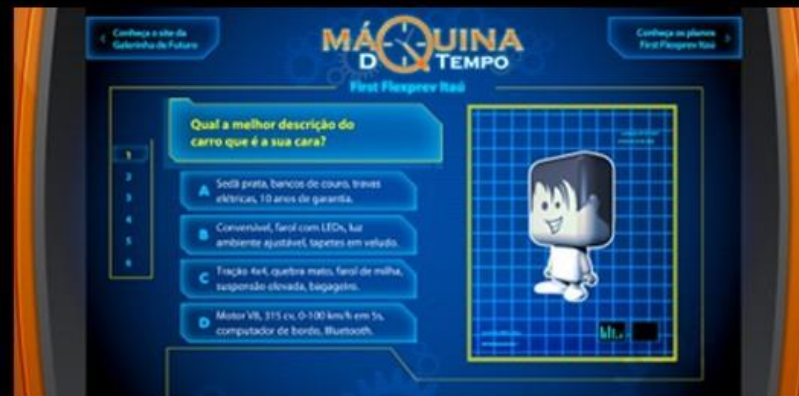 Conheça o site da
Galerinha do Futuro
MÁQUINA
DO TEMPO
First Flexprev Itaú
Conheça os planos
First Flexprev Itaú
Qual a melhor descrição do
carro que é a sua cara?
1
2
3
4
5
6
A Sedã prata, bancos de couro, travas
elétricas, 10 anos de garantia.
B Conversível, farol com LEDs, luz
ambiente ajustável, tapetes em veludo.
C Tração 4x4, quebra mato, farol de milha,
suspensão elevada, bagageiro.
D Motor V8, 315 cv, 0-100 km/h em 5s,
computador de bordo, Bluetooth.